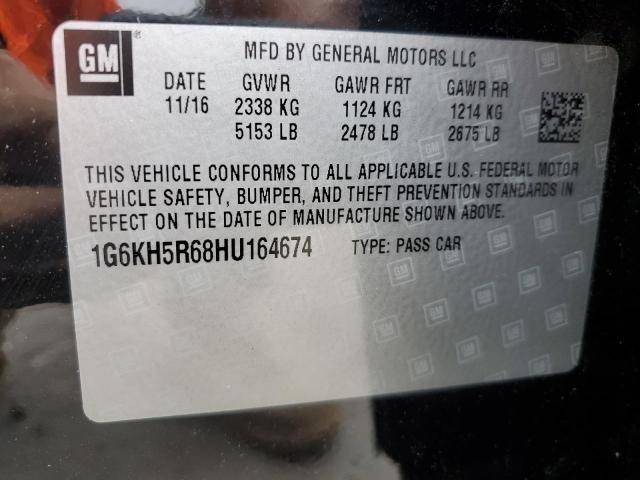 GM ® MFD BY GENERAL MOTORS LLC
DATE GVWR GAWR FRT GAWR RR
11/16 2338 KG 1124 KG 1214 KG
5153 LB 2478 LB 2675 LB
THIS VEHICLE CONFORMS TO ALL APPLICABLE U.S. FEDERAL MOTOR
VEHICLE SAFETY, BUMPER, AND THEFT PREVENTION STANDARDS IN
EFFECT ON THE DATE OF MANUFACTURE SHOWN ABOVE.
1G6KH5R68HU164674 TYPE: PASS CAR